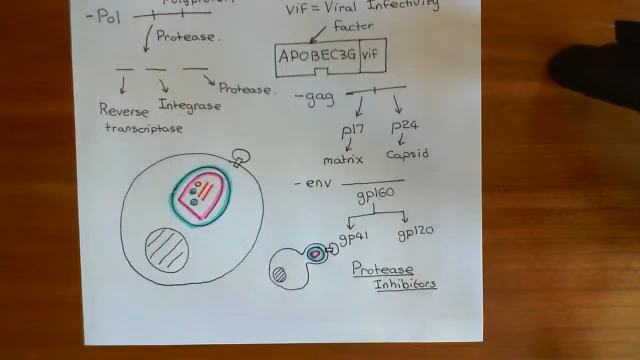 -Pol
Protease.
Protease.
Reverse
transcriptase
Integrase
Vif = Viral Infectivity
Factor
APOBEC3G vif
-gag
p17
p24
matrix
Capsid
-env
gp160
gp41
gp120
Protease
Inhibitors